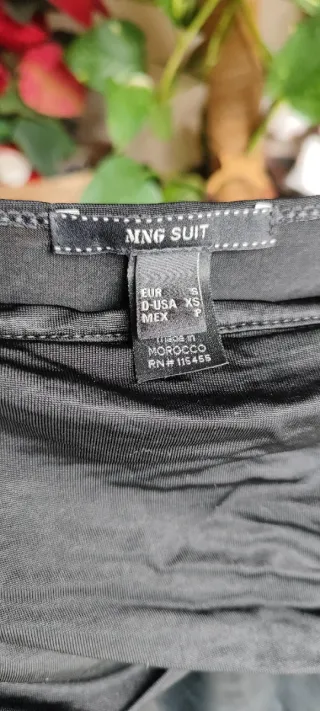 MNG SUIT
EUR S
D-USA XS
MEX P
made in
MOROCCO
RN# 115455